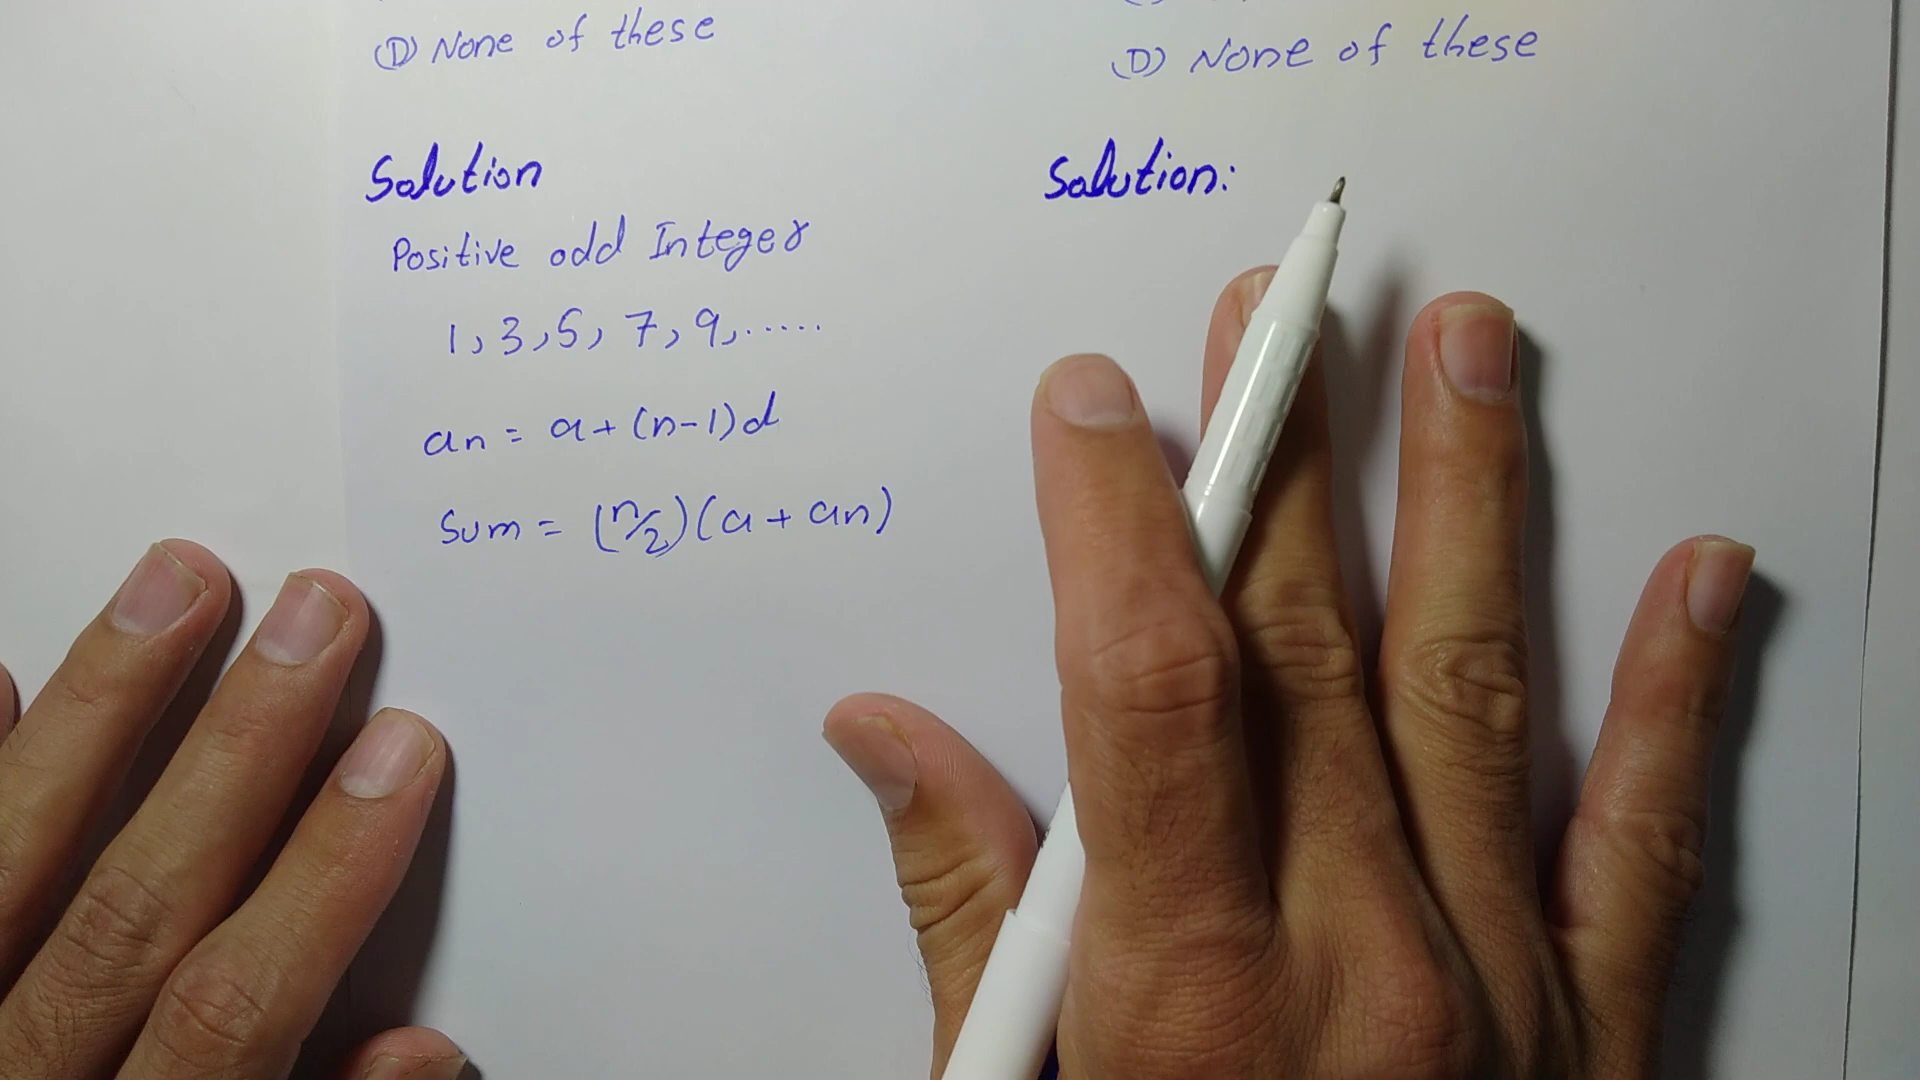 (D) None of these
Solution
Positive odd Integer
1, 3, 5, 7, 9, .....
an = a + (n-1)d
Sum = (n/2)(a + an)
(D) None of these
Solution: